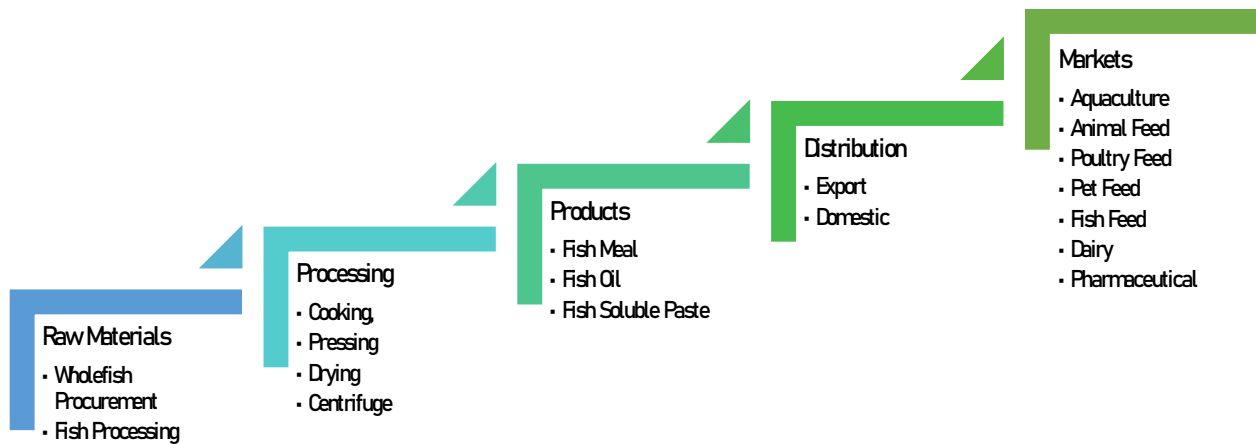 Raw Materials
▪ Wholefish
Procurement
▪ Fish Processing
Processing
▪ Cooking,
▪ Pressing
▪ Drying
▪ Centrifuge
Products
▪ Fish Meal
▪ Fish Oil
▪ Fish Soluble Paste
Distribution
▪ Export
▪ Domestic
Markets
▪ Aquaculture
▪ Animal Feed
▪ Poultry Feed
▪ Pet Feed
▪ Fish Feed
▪ Dairy
▪ Pharmaceutical